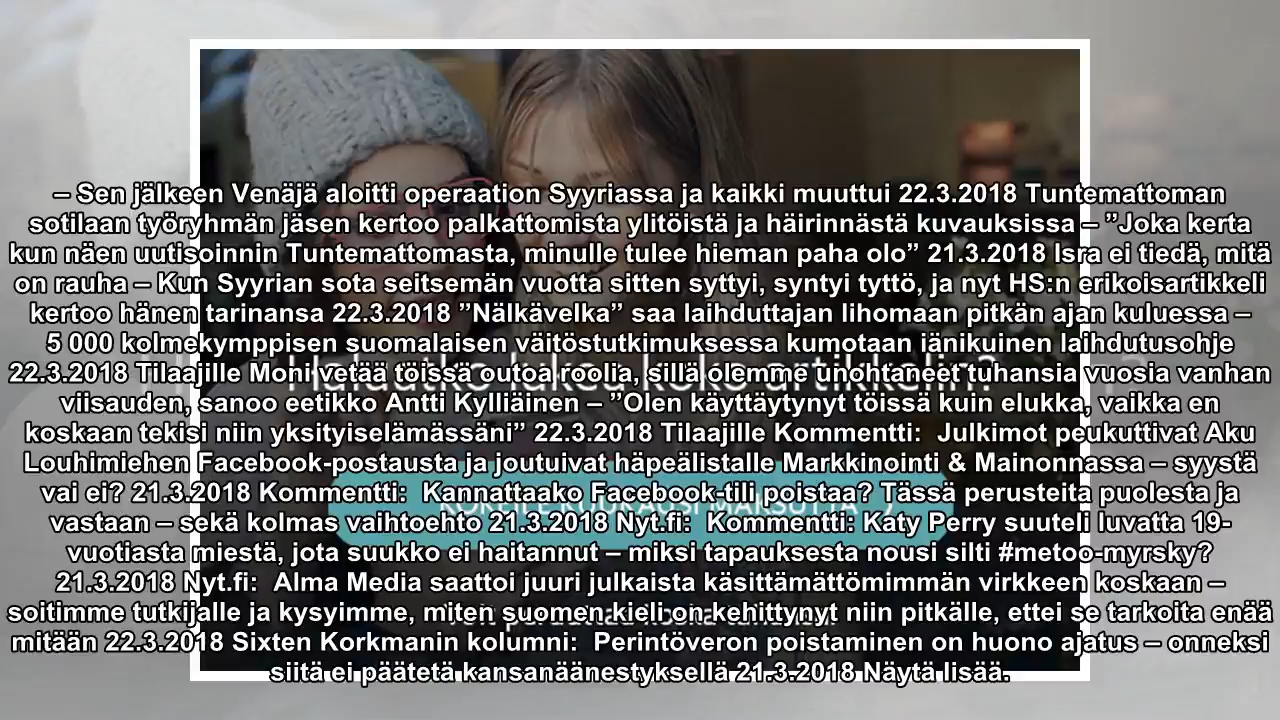 – Sen jälkeen Venäjä aloitti operaation Syyriassa ja kaikki muuttui 22.3.2018 Tuntemattoman
sotilaan työryhmän jäsen kertoo palkattomista ylitöistä ja häirinnästä kuvauksissa – ”Joka kerta
kun näen uutisoinnin Tuntemattomasta, minulle tulee hieman paha olo” 21.3.2018 Isra ei tiedä, mitä
on rauha – Kun Syyrian sota seitsemän vuotta sitten syttyi, syntyi tyttö, ja nyt HS:n erikoisartikkeli
kertoo hänen tarinansa 22.3.2018 ”Nälkävelka” saa laihduttajan lihomaan pitkän ajan kuluessa –
5 000 kolmekymppisen suomalaisen väitöstutkimuksessa kumotaan iänikuinen laihdutusohje
22.3.2018 Tilaajille Moni vetää töissä outoa roolia, sillä olemme unohtaneet tuhansia vuosia vanhan
Haluatko lukea koko artikkelin?
viisauden, sanoo eetikko Antti Kylliäinen – ”Olen käyttäytynyt töissä kuin elukka, vaikka en
koskaan tekisi niin yksityiselämässäni” 22.3.2018 Tilaajille Kommentti: Julkimot peukuttivat Aku
Louhimiehen Facebook-postausta ja joutuivat häpeälistalle Markkinointi & Mainonnassa – syystä
vai ei? 21.3.2018 Kommentti: Kannattaako Facebook-tili poistaa? Tässä perusteita puolesta ja
KOKEILE KUUKAUSI MAKSUTTA
vastaan – sekä kolmas vaihtoehto 21.3.2018 Nyt.fi: Kommentti: Katy Perry suuteli luvatta 19-
vuotiasta miestä, jota suukko ei haitannut – miksi tapauksesta nousi silti #metoo-myrsky?
21.3.2018 Nyt.fi: Alma Media saattoi juuri julkaista käsittämättömimmän virkkeen koskaan –
soitimme tutkijalle ja kysyimme, miten suomen kieli on kehittynyt niin pitkälle, ettei se tarkoita enää
mitään 22.3.2018 Sixten Korkmanin kolumni: Perintöveron poistaminen on huono ajatus – onneksi
siitä ei päätetä kansanäänestyksellä 21.3.2018 Näytä lisää.